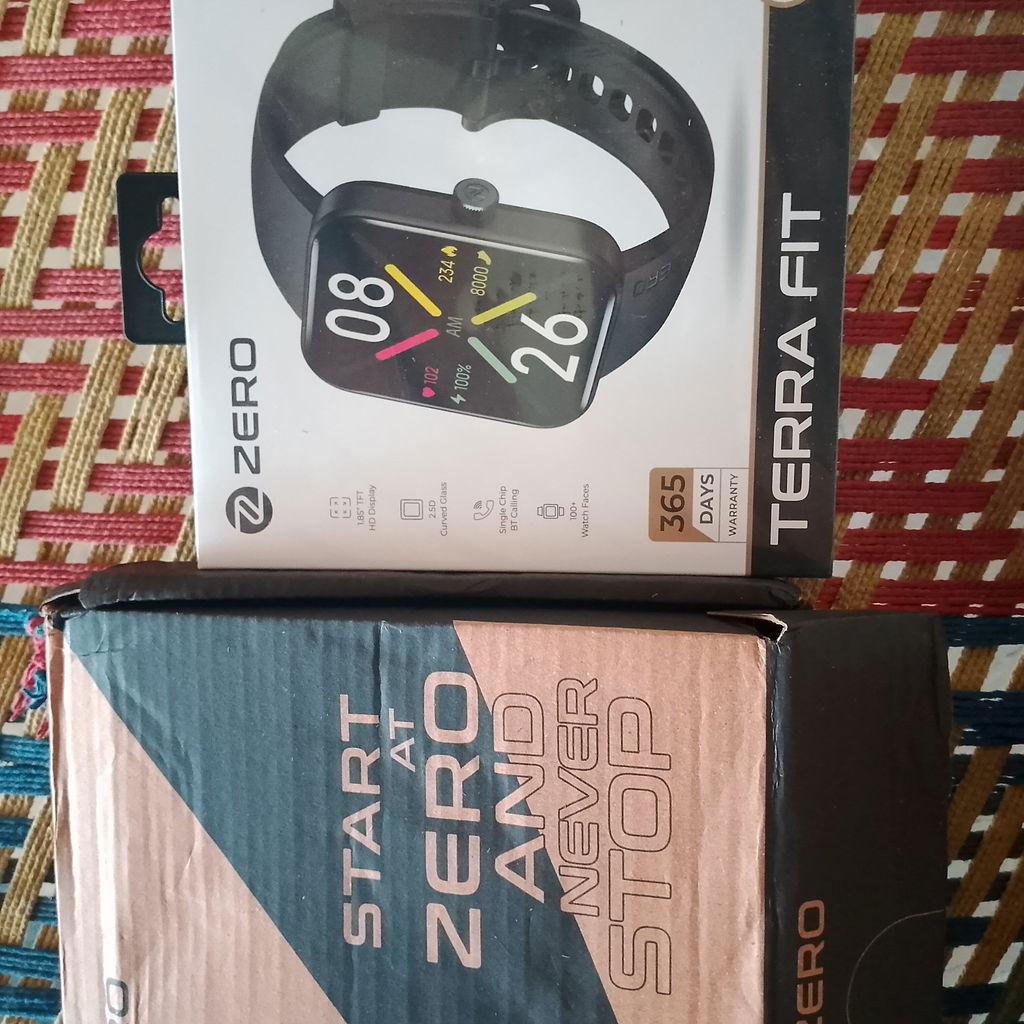 ZERO
08
26
234
8000
AM
102
100%
1.85" TFT
HD Display
2.5D
Curved Glass
Single Chip
BT Calling
100+
Watch Faces
365
DAYS
WARRANTY
TERRA FIT
START
AT
ZERO
AND
NEVER
STOP
ZERO
RO